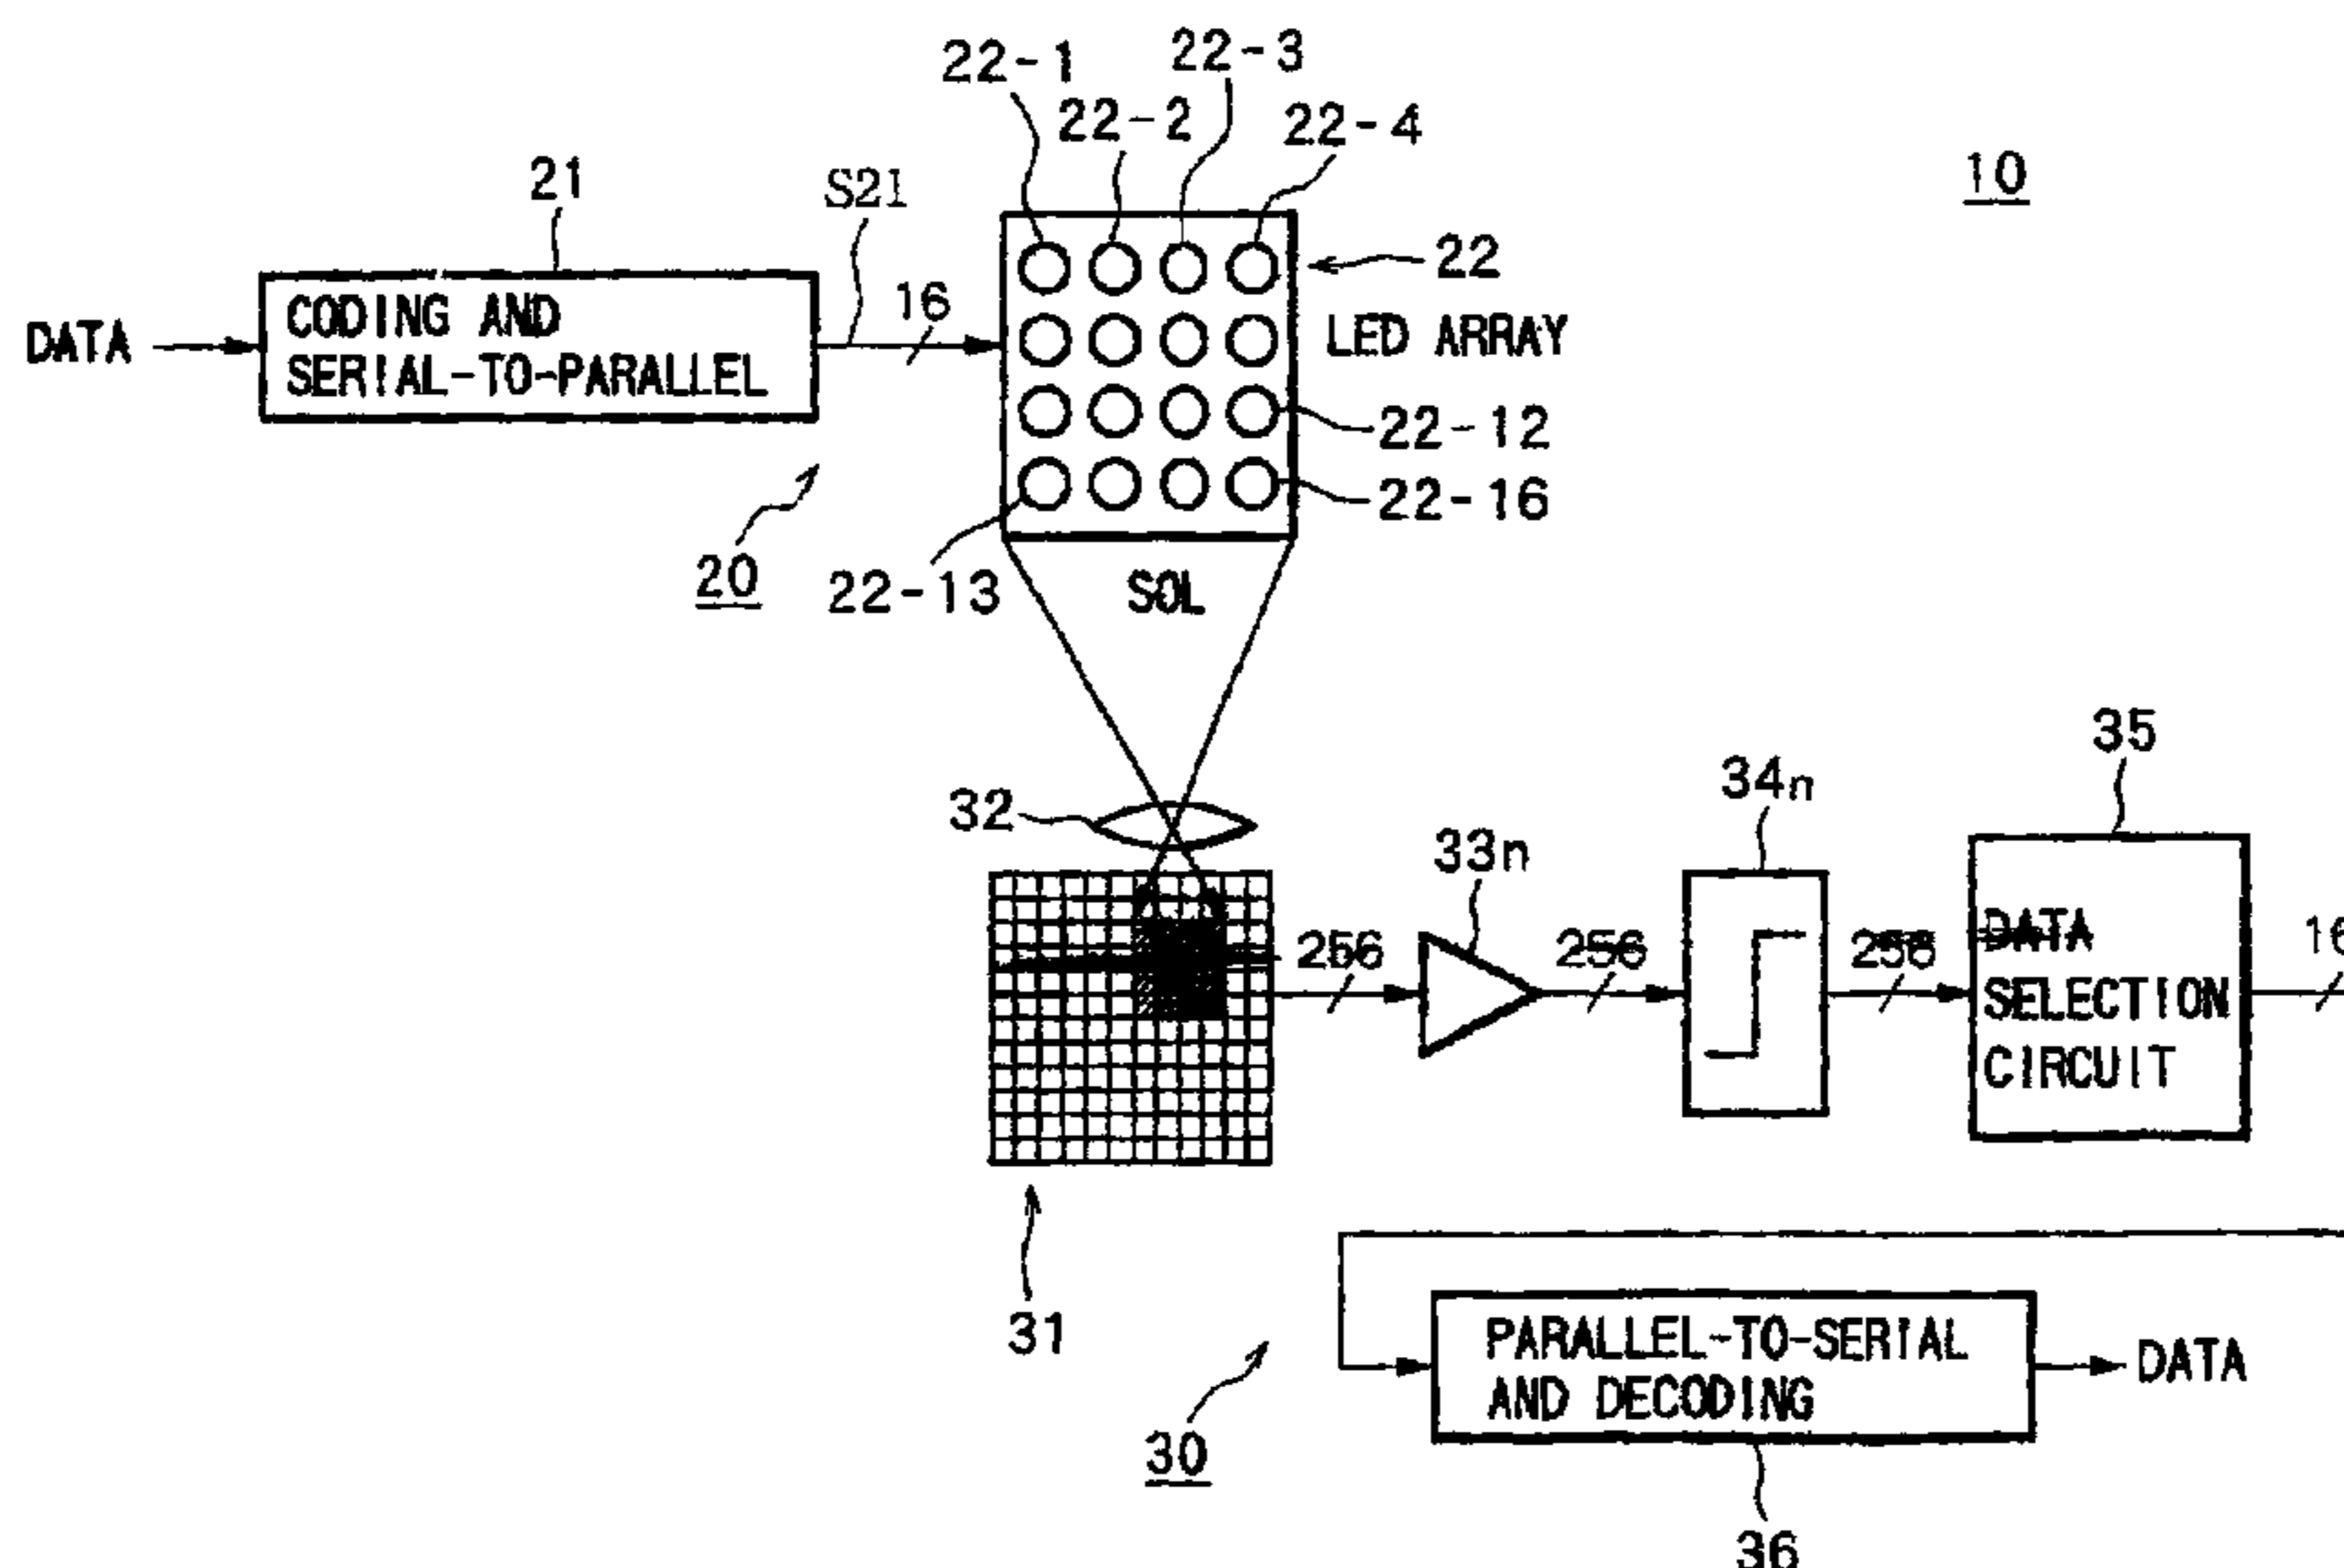 22-1
22-3
22-2
22-4
10
21
S21
16
22
DATA
CODING AND
SERIAL-TO-PARALLEL
LED ARRAY
22-12
22-16
20
22-13
SOL
32
33n
34n
35
256
256
256
DATA
SELECTION
CIRCUIT
16
31
30
PARALLEL-TO-SERIAL
AND DECODING
DATA
36